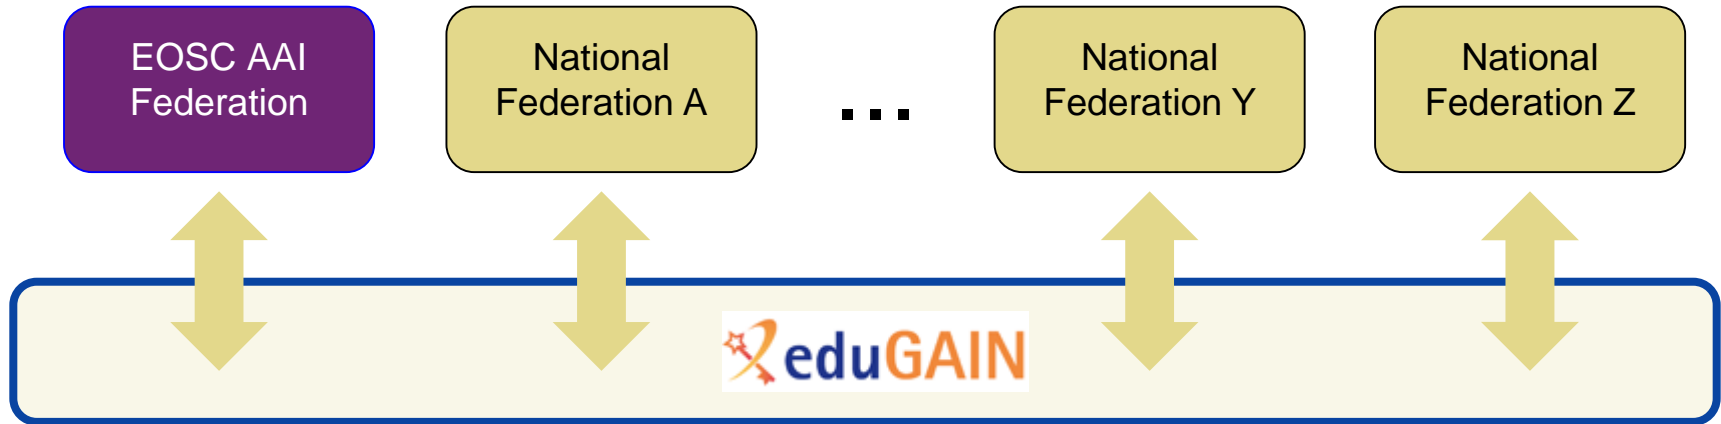 EOSC AAI
Federation
National
Federation A
...
National
Federation Y
National
Federation Z
eduGAIN